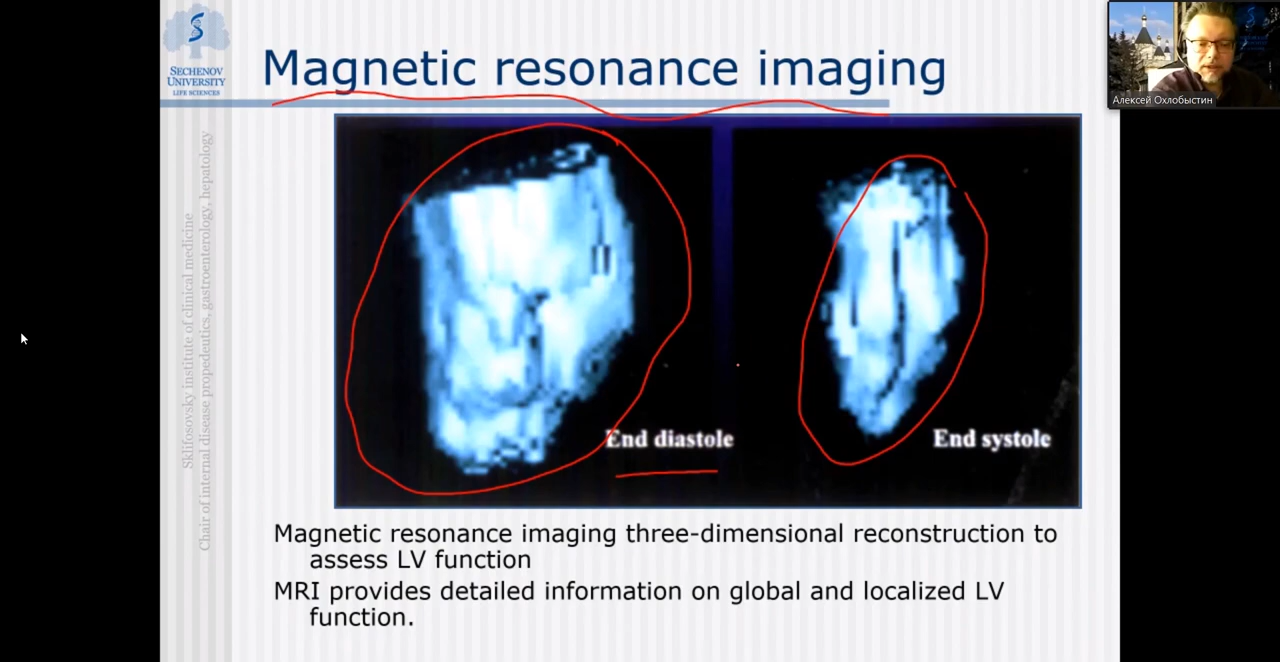 SECHENOV
UNIVERSITY
LIFE SCIENCES
Magnetic resonance imaging
Алексей Охлобыстин
Sklifosovsky institute of clinical medicine
Chair of internal disease propedeutics, gastroenterology, hepatology
End diastole
End systole
Magnetic resonance imaging three-dimensional reconstruction to
assess LV function
MRI provides detailed information on global and localized LV
function.